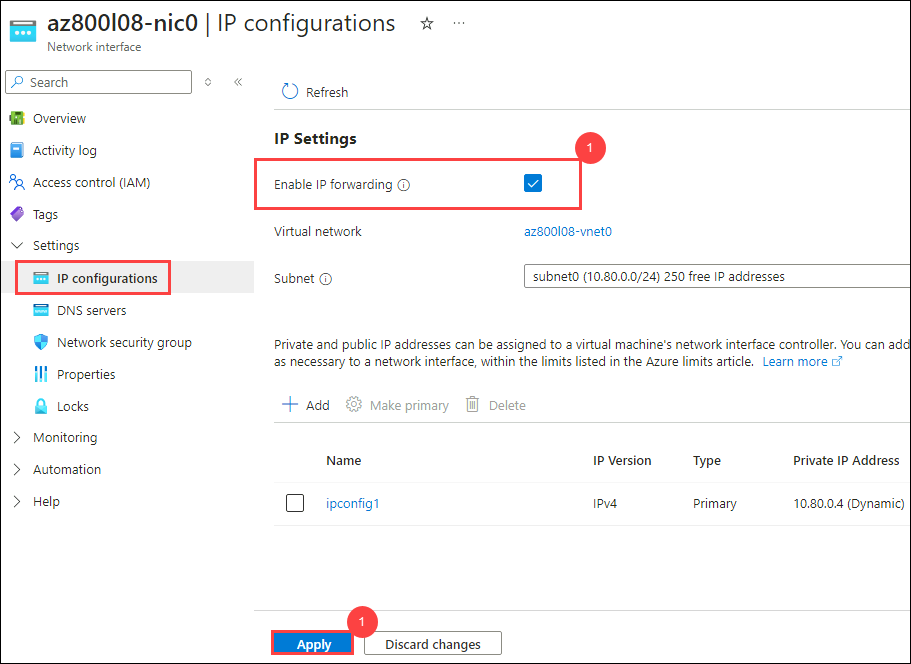 az800l08-nic0 | IP configurations ☆ ···
Network interface
Search
Overview
Activity log
Access control (IAM)
Tags
Settings
IP configurations
DNS servers
Network security group
Properties
Locks
Monitoring
Automation
Help
Refresh
IP Settings
1
Enable IP forwarding
Virtual network az800l08-vnet0
Subnet subnet0 (10.80.0.0/24) 250 free IP addresses
Private and public IP addresses can be assigned to a virtual machine's network interface controller. You can add
as necessary to a network interface, within the limits listed in the Azure limits article. Learn more
Add Make primary Delete
Name IP Version Type Private IP Address
ipconfig1 IPv4 Primary 10.80.0.4 (Dynamic)
1
Apply Discard changes